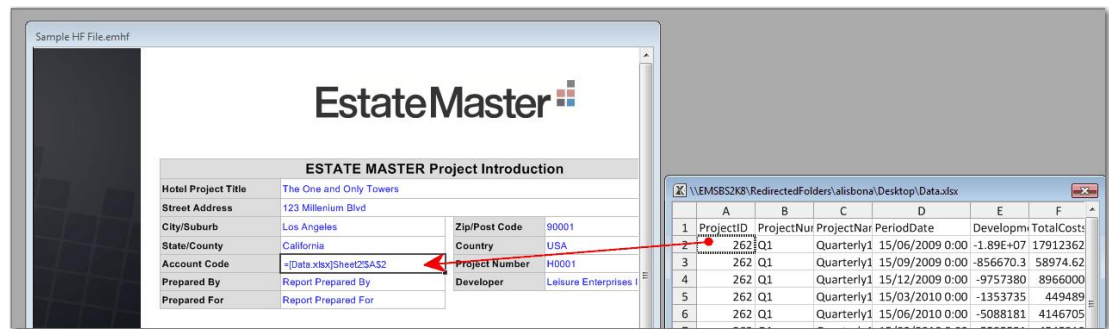 Sample HF File.emhf
EstateMaster
ESTATE MASTER Project Introduction
Hotel Project Title The One and Only Towers
Street Address 123 Millenium Blvd
City/Suburb Los Angeles Zip/Post Code 90001
State/County California Country USA
Account Code =[Data.xlsx]Sheet2!$A$2 Project Number H0001
Prepared By Report Prepared By Developer Leisure Enterprises I
Prepared For Report Prepared For
\\EMSBS2K8\RedirectedFolders\alisbona\Desktop\Data.xlsx
A B C D E F
1 ProjectID ProjectNur ProjectNar PeriodDate Developm TotalCosts
2 262 Q1 Quarterly1 15/06/2009 0:00 -1.89E+07 17912362
3 262 Q1 Quarterly1 15/09/2009 0:00 -856670.3 58974.62
4 262 Q1 Quarterly1 15/12/2009 0:00 -9757380 8966000
5 262 Q1 Quarterly1 15/03/2010 0:00 -1353735 449489
6 262 Q1 Quarterly1 15/06/2010 0:00 -5088181 4146705